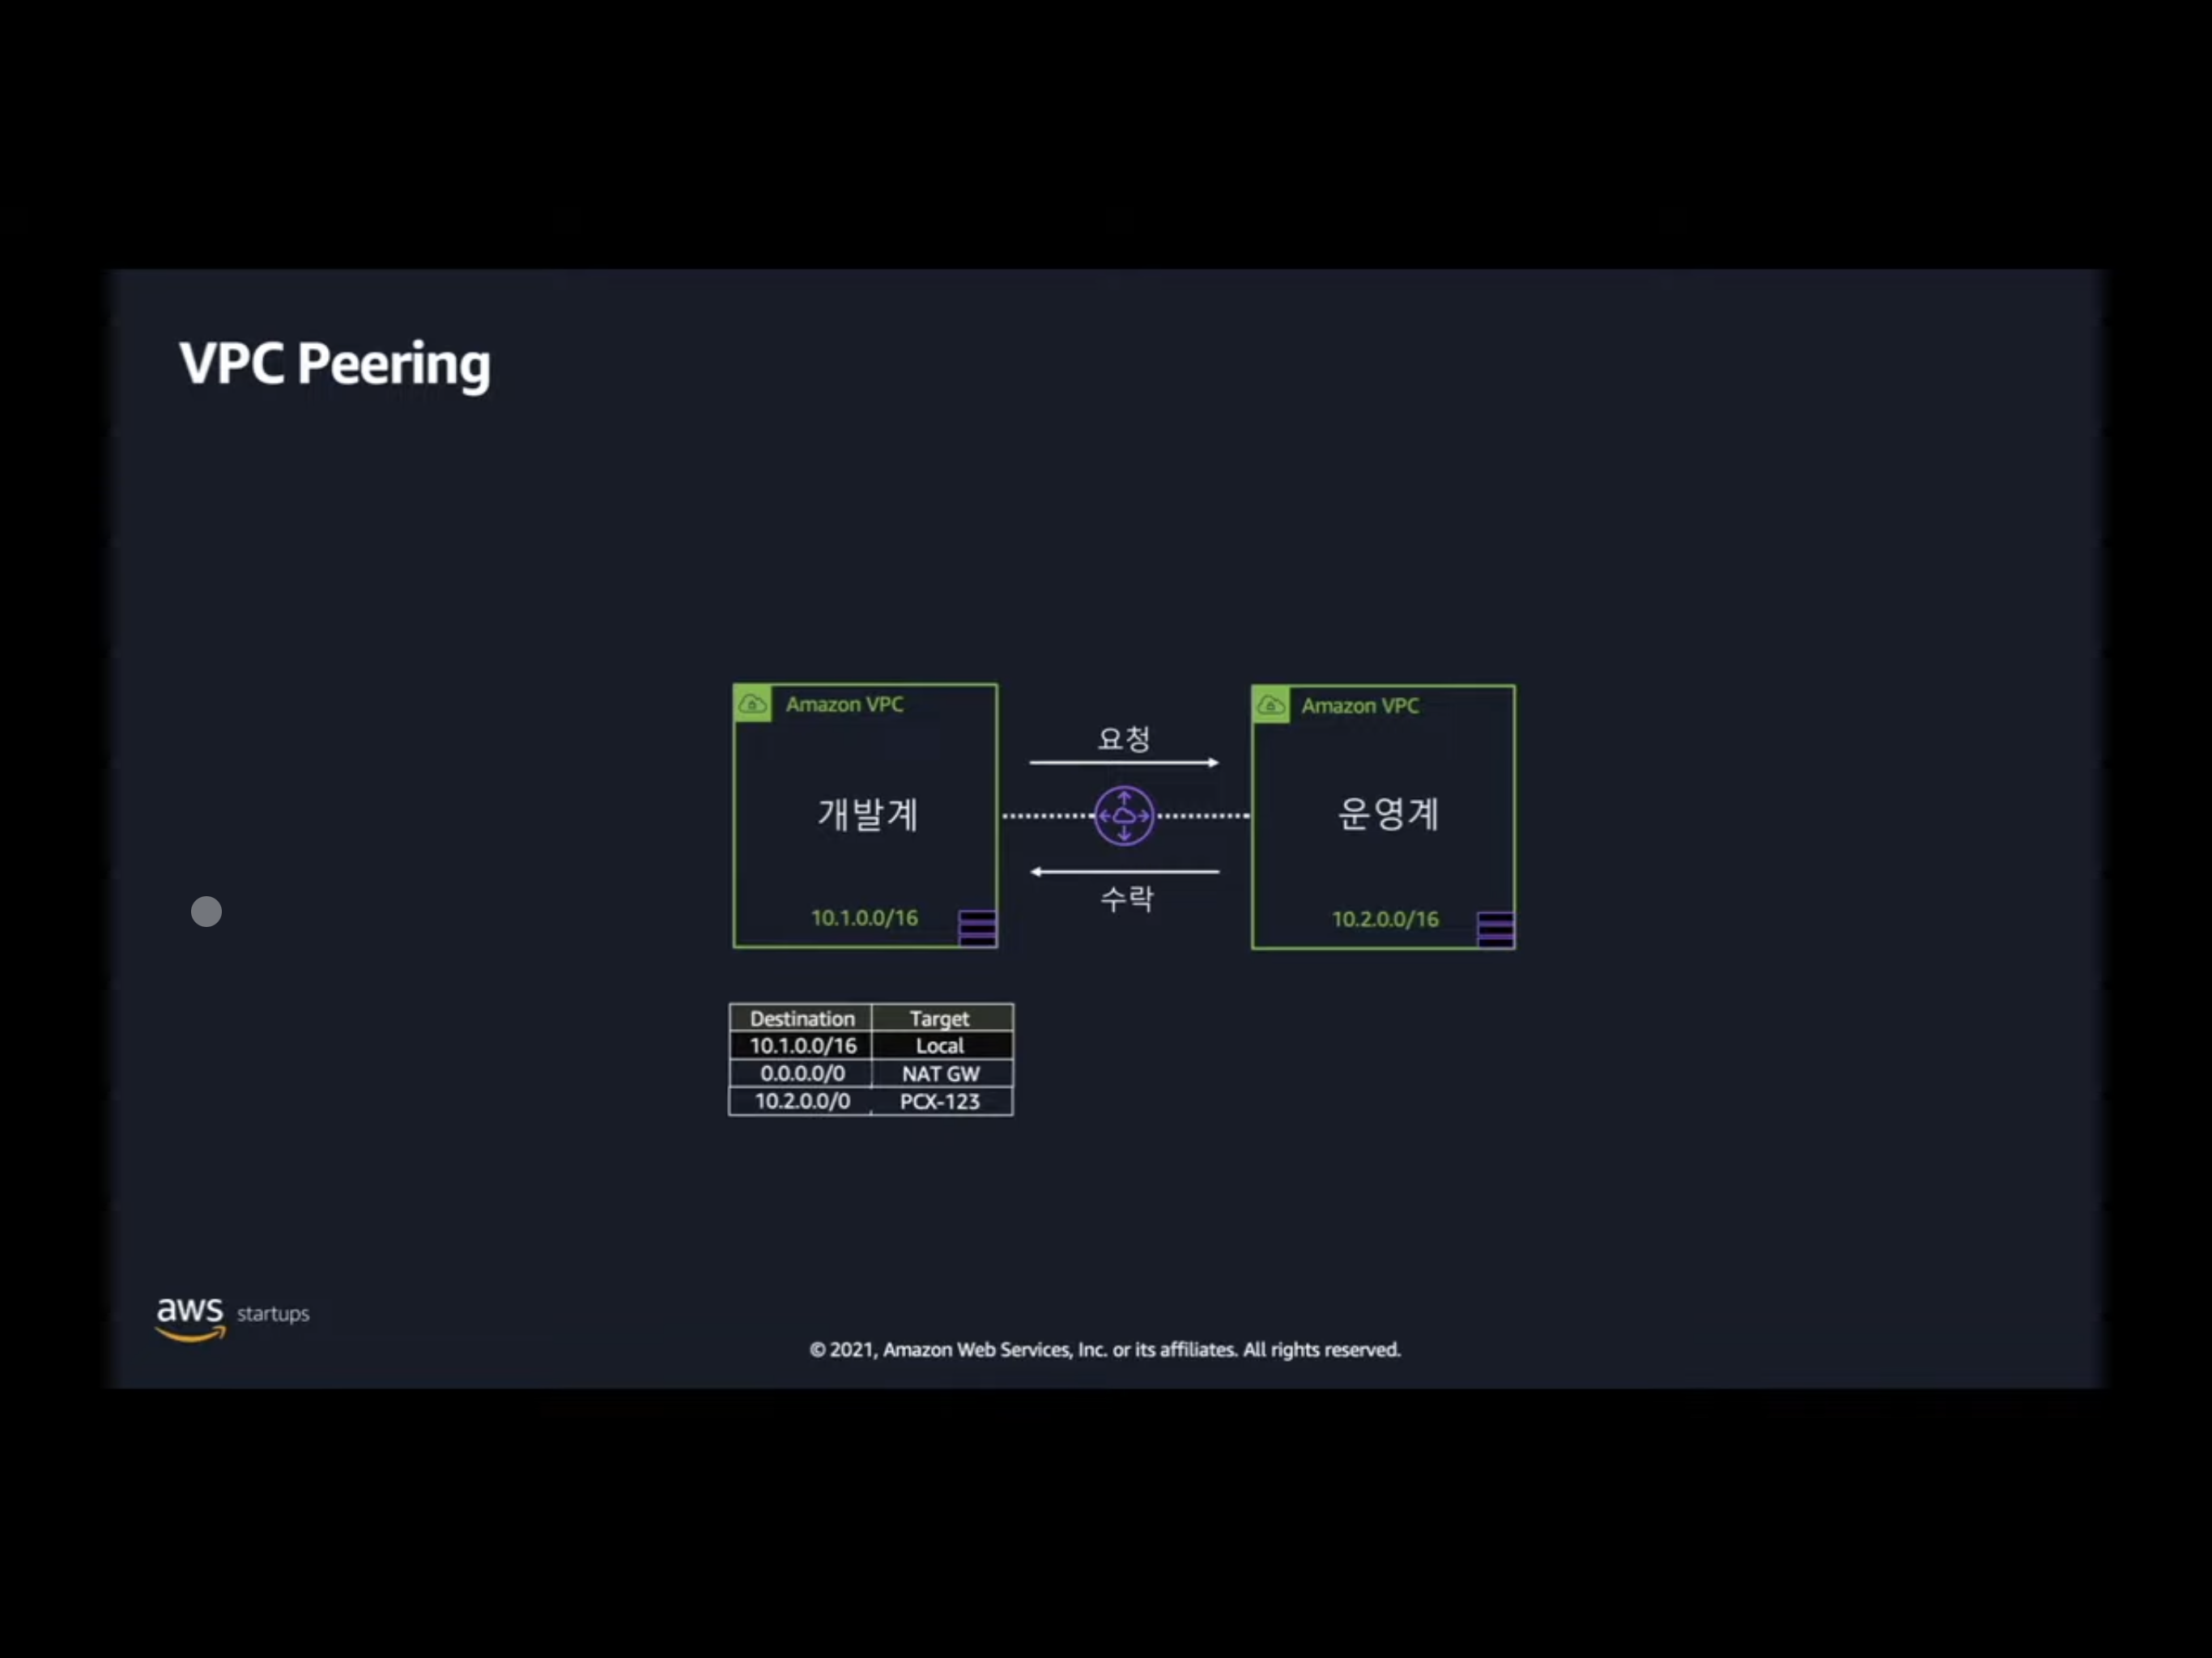 VPC Peering
Amazon VPC
개발계
10.1.0.0/16
요청
수락
Amazon VPC
운영계
10.2.0.0/16
Destination Target
10.1.0.0/16 Local
0.0.0.0/0 NAT GW
10.2.0.0/0 PCX-123
aws startups
© 2021, Amazon Web Services, Inc. or its affiliates. All rights reserved.